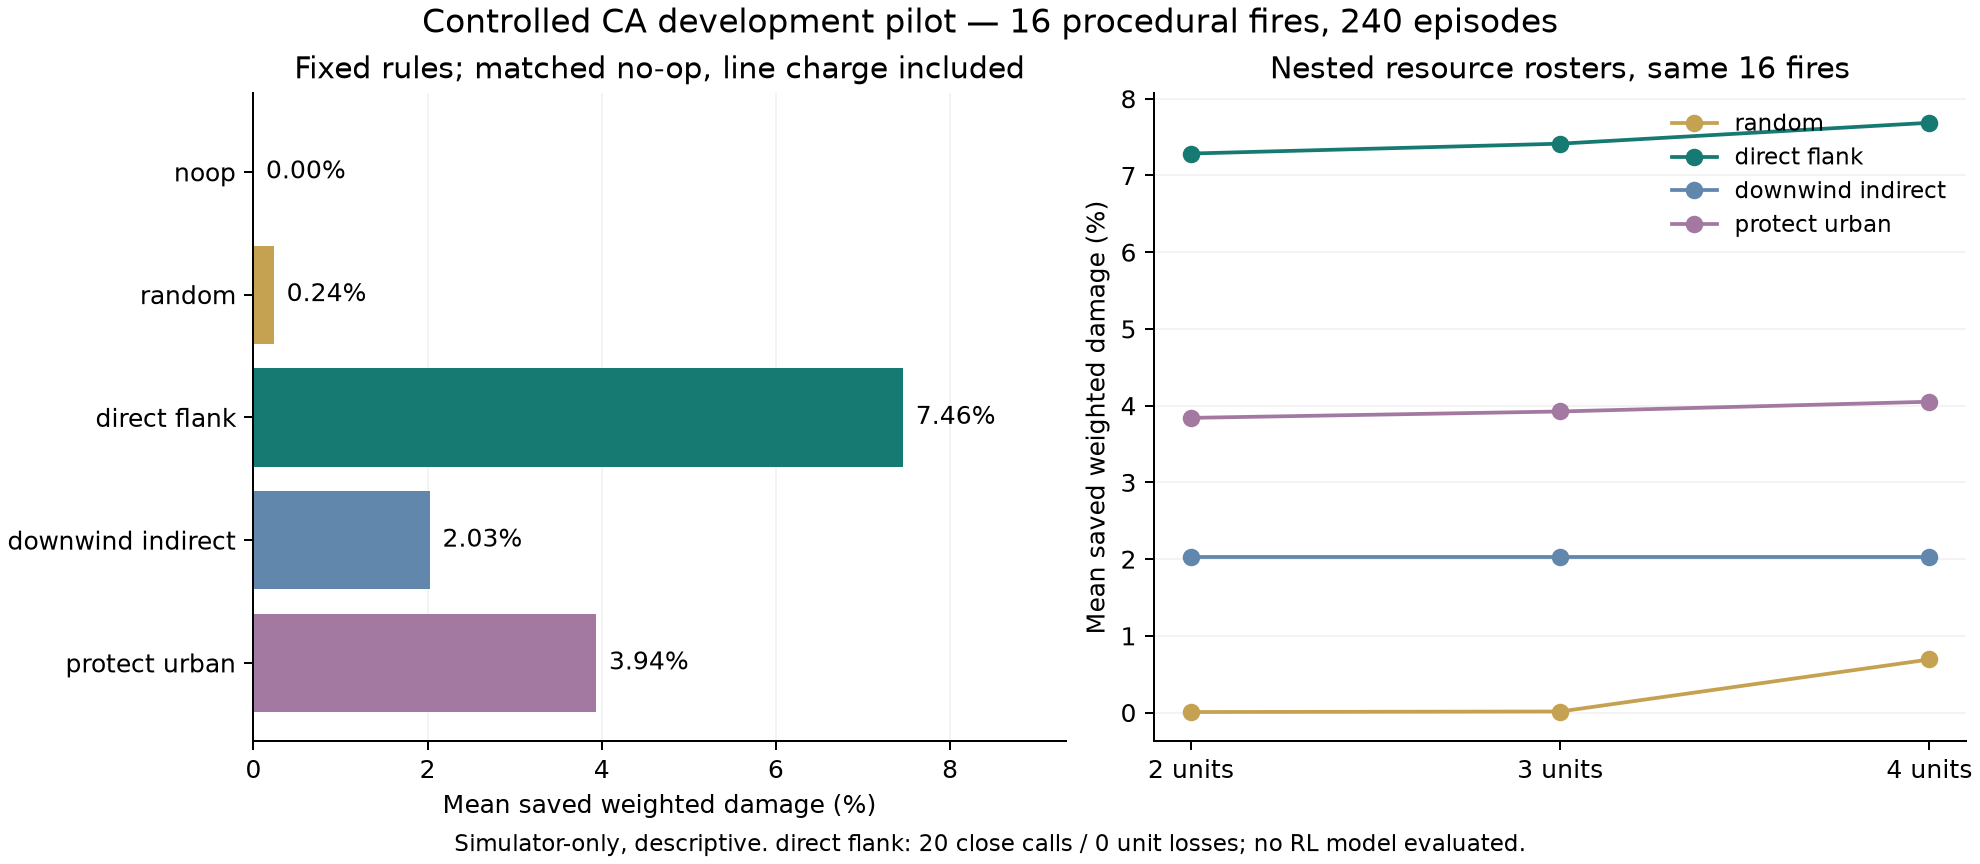 Controlled CA development pilot — 16 procedural fires, 240 episodes
Fixed rules; matched no-op, line charge included
noop
0.00%
random
0.24%
direct flank
7.46%
downwind indirect
2.03%
protect urban
3.94%
0
2
4
6
8
Mean saved weighted damage (%)
Nested resource rosters, same 16 fires
Mean saved weighted damage (%)
8
7
6
5
4
3
2
1
0
random
direct flank
downwind indirect
protect urban
2 units
3 units
4 units
Simulator-only, descriptive. direct flank: 20 close calls / 0 unit losses; no RL model evaluated.